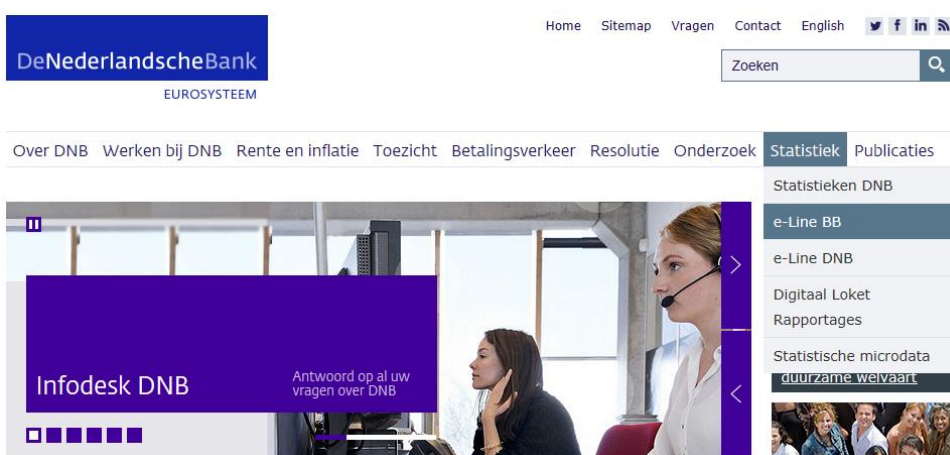 Home Sitemap Vragen Contact English
DeNederlandscheBank
EUROSYSTEEM
Zoeken
Over DNB Werken bij DNB Rente en inflatie Toezicht Betalingsverkeer Resolutie Onderzoek Statistiek Publicaties
Statistieken DNB
e-Line BB
e-Line DNB
Digitaal Loket
Rapportages
Statistische microdata
duurzame welvaart
Infodesk DNB
Antwoord op al uw
vragen over DNB